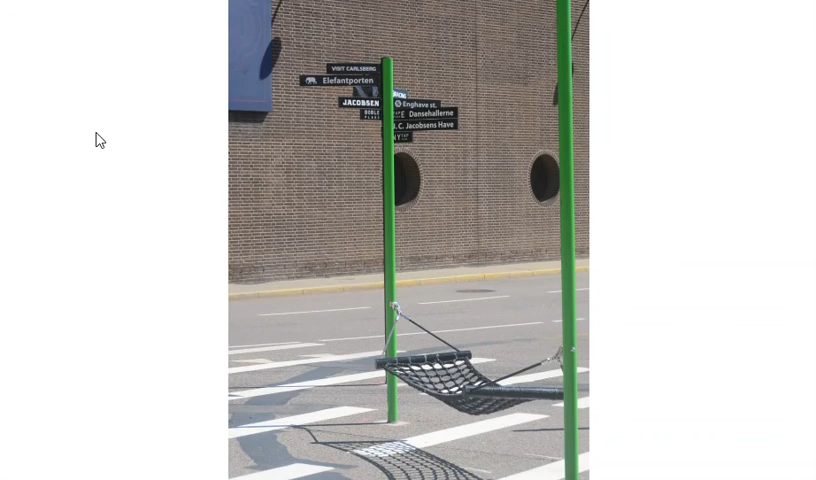 VISIT CARLSBERG
Elefantporten
JACOBSEN
Enghave st.
Dansehallerne
J.C. Jacobsens Have